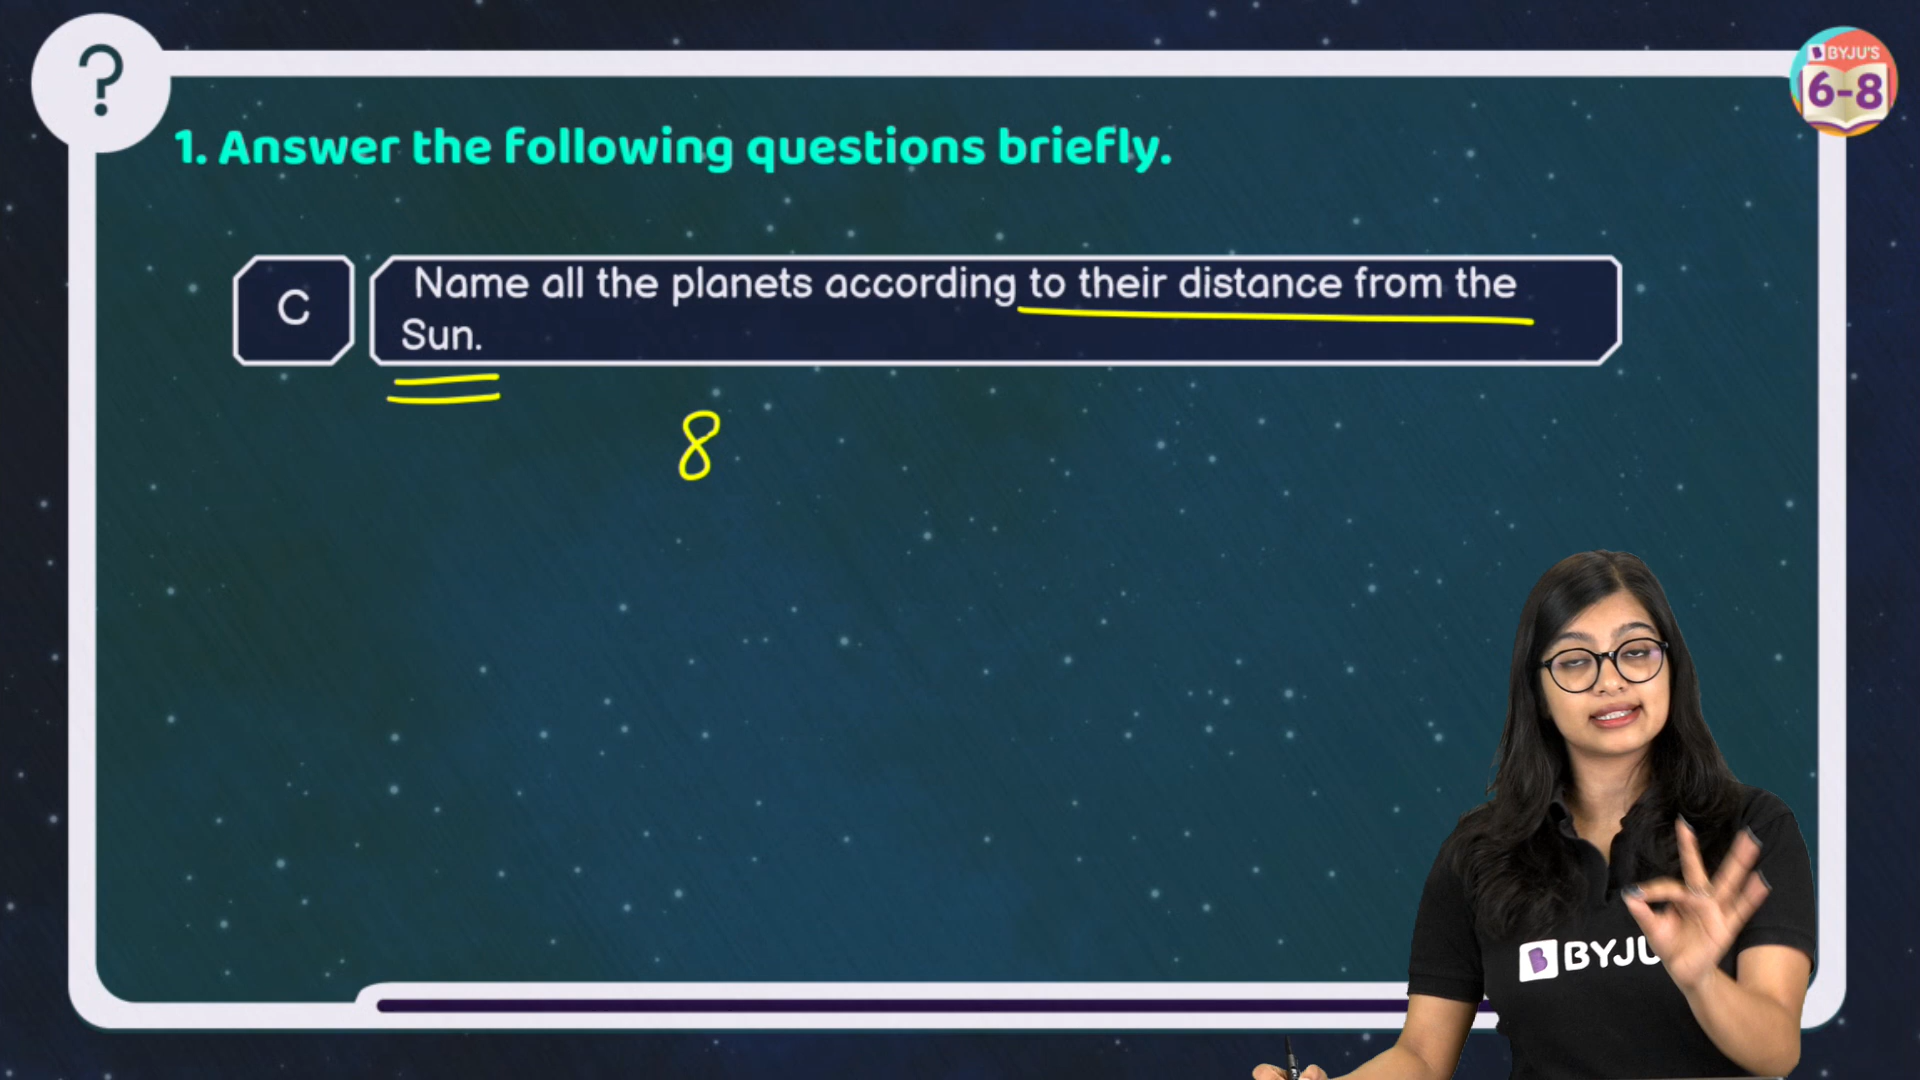 ?
BYJU'S
6-8
1. Answer the following questions briefly.
C
Name all the planets according to their distance from the
Sun.
8
BYJU